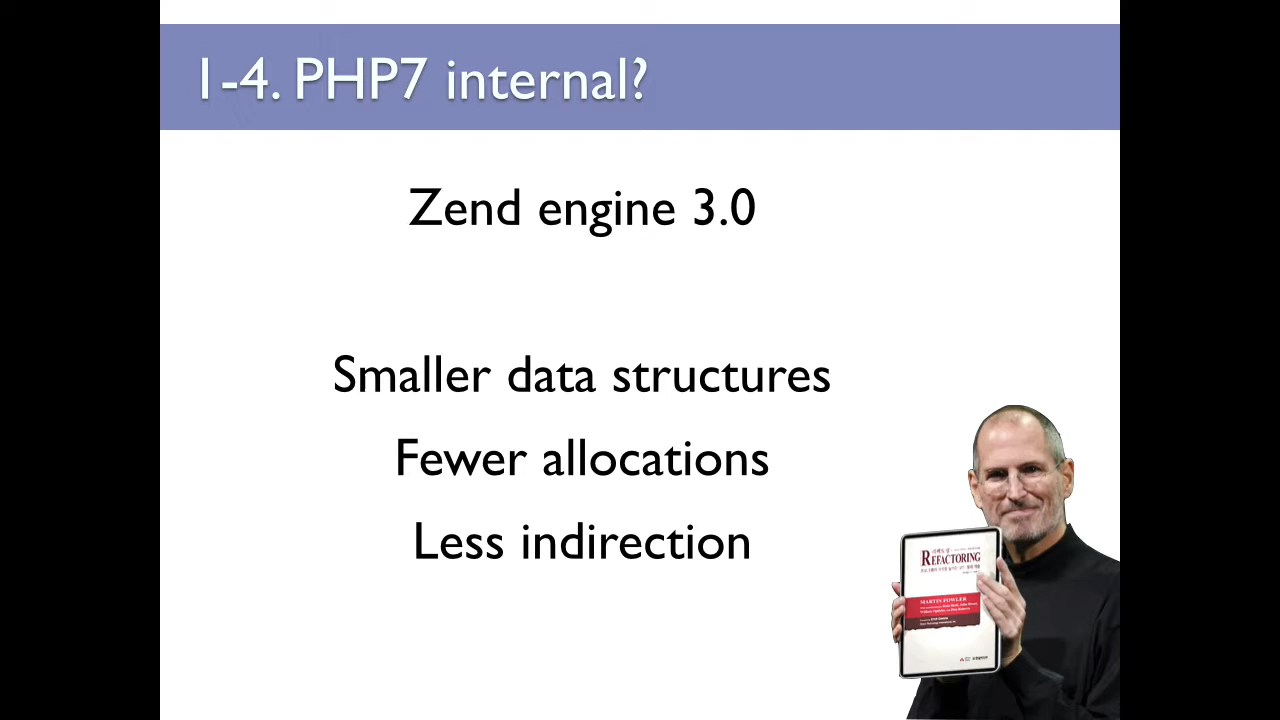 1-4. PHP7 internal?
Zend engine 3.0
Smaller data structures
Fewer allocations
Less indirection
REFACTORING
MARTIN FOWLER